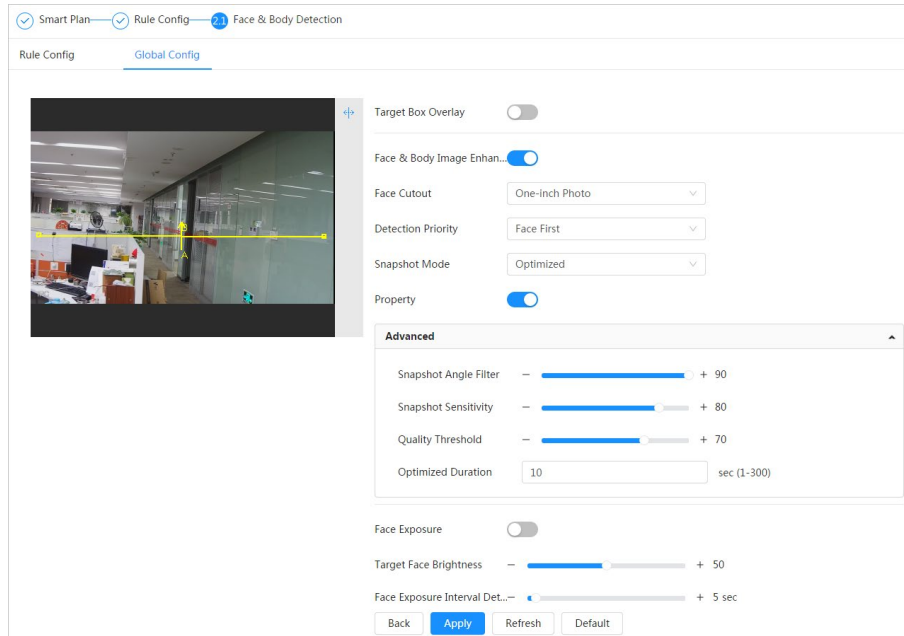 Smart Plan Rule Config 2.1 Face & Body Detection
Rule Config Global Config
Target Box Overlay
Face & Body Image Enhan...
Face Cutout One-inch Photo
Detection Priority Face First
Snapshot Mode Optimized
Property
Advanced
Snapshot Angle Filter − + 90
Snapshot Sensitivity − + 80
Quality Threshold − + 70
Optimized Duration 10 sec (1-300)
Face Exposure
Target Face Brightness − + 50
Face Exposure Interval Det... − + 5 sec
Back Apply Refresh Default
B
A